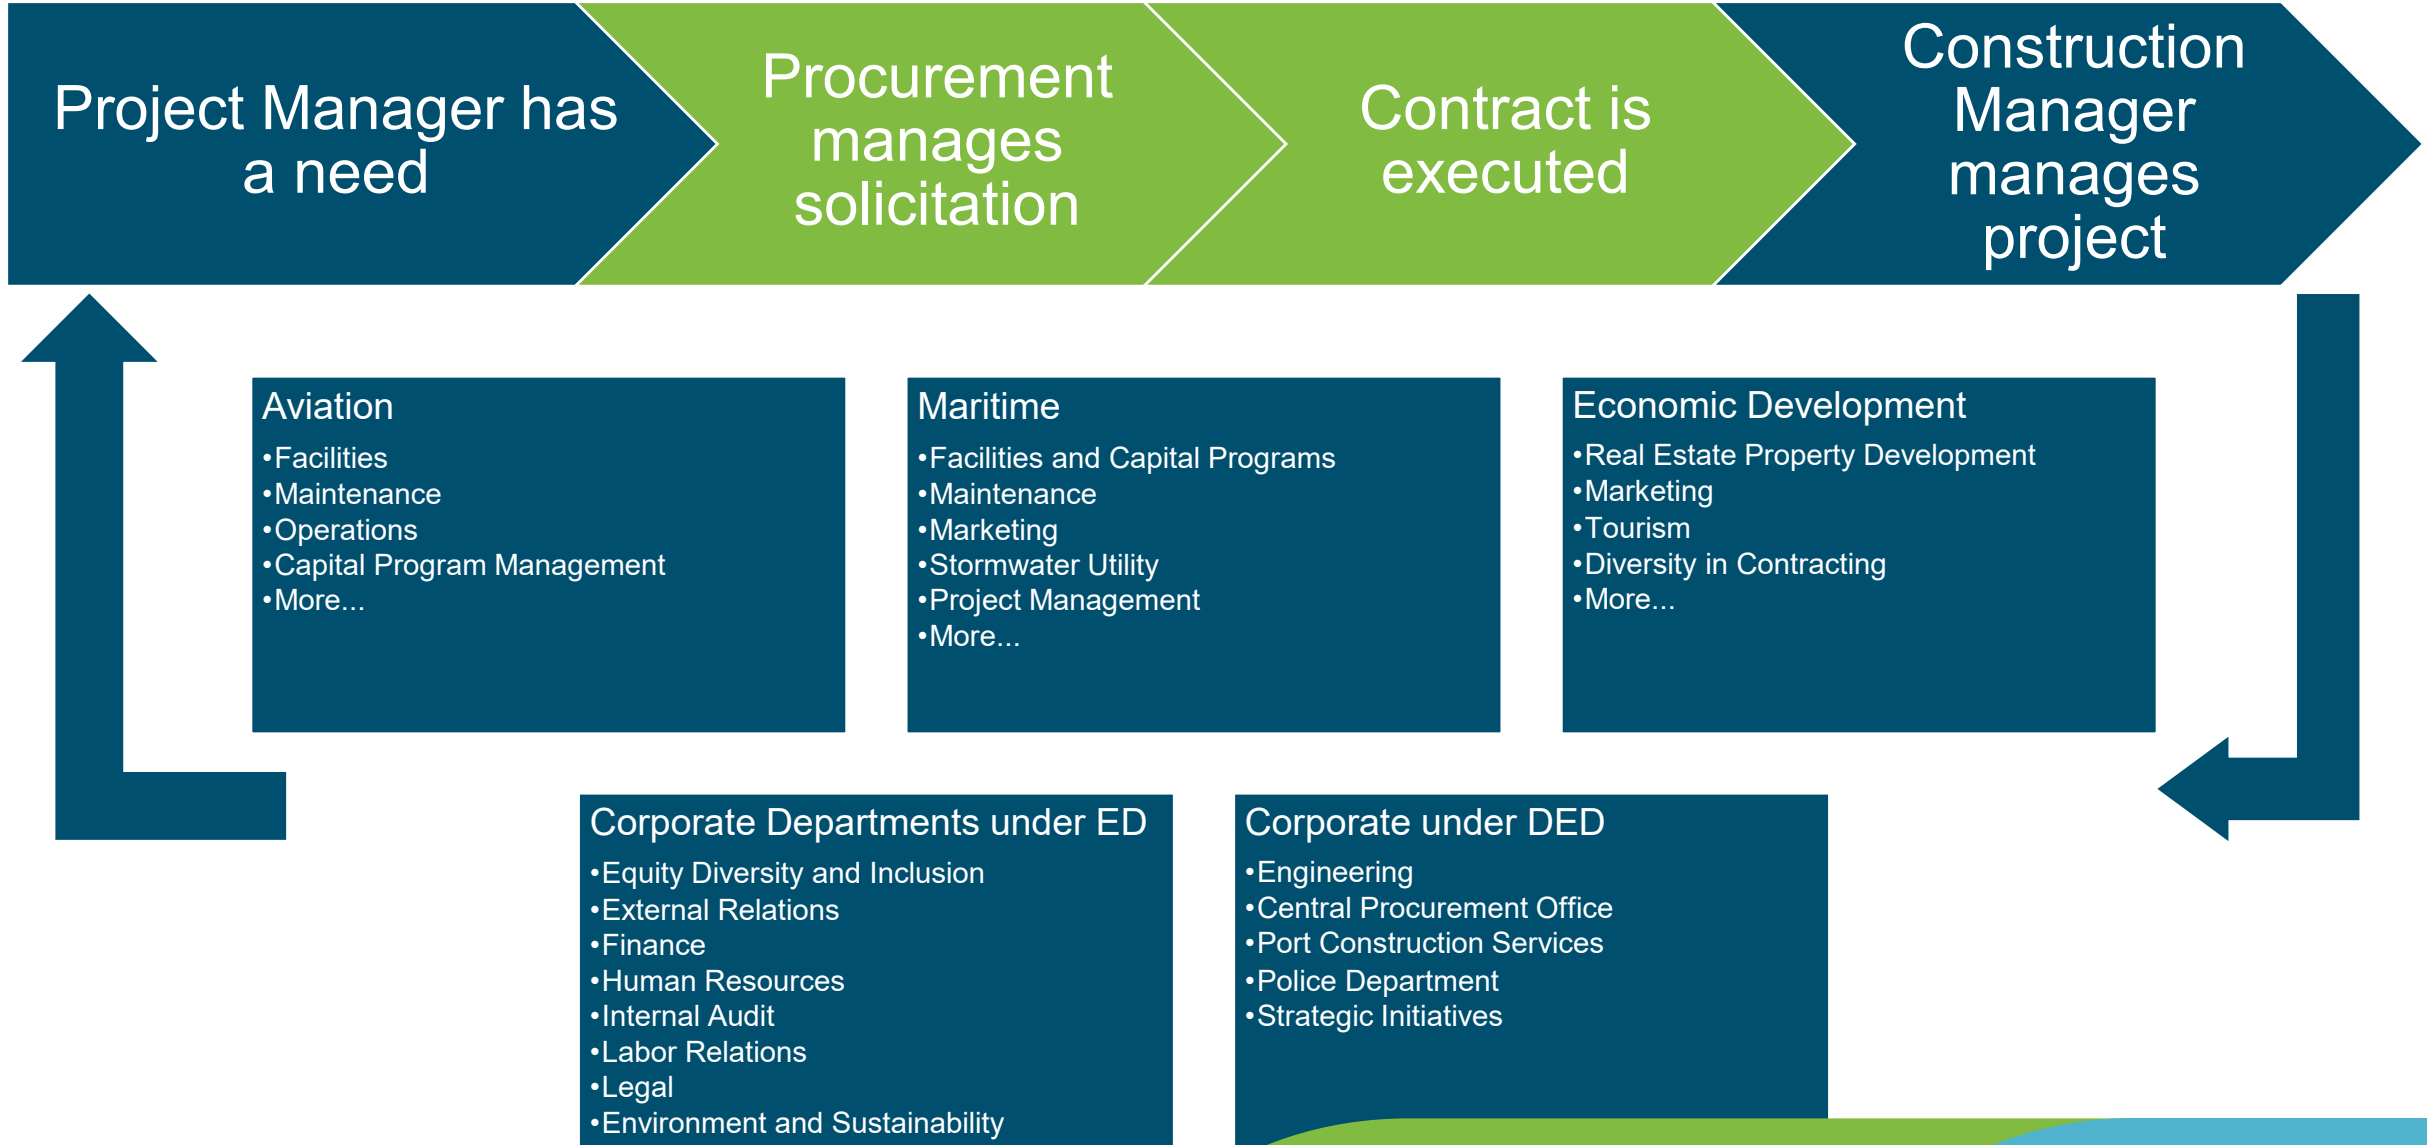 Project Manager has
a need
Procurement
manages
solicitation
Contract is
executed
Construction
Manager
manages
project
Aviation
•Facilities
•Maintenance
•Operations
•Capital Program Management
•More...
Maritime
•Facilities and Capital Programs
•Maintenance
•Marketing
•Stormwater Utility
•Project Management
•More...
Economic Development
•Real Estate Property Development
•Marketing
•Tourism
•Diversity in Contracting
•More...
Corporate Departments under ED
•Equity Diversity and Inclusion
•External Relations
•Finance
•Human Resources
•Internal Audit
•Labor Relations
•Legal
•Environment and Sustainability
Corporate under DED
•Engineering
•Central Procurement Office
•Port Construction Services
•Police Department
•Strategic Initiatives